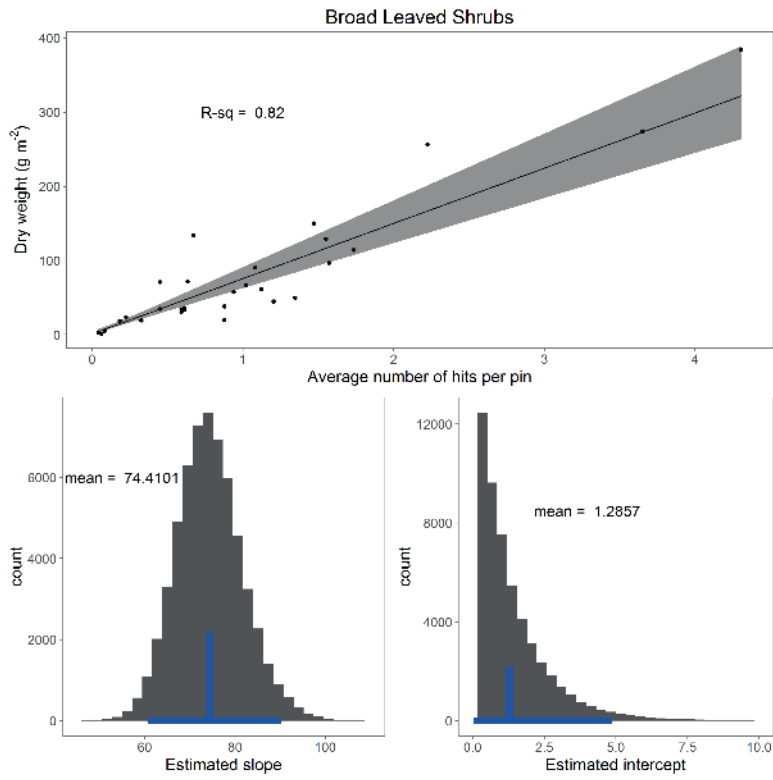 Broad Leaved Shrubs
400
300
200
100
0
Dry weight (g m-2)
R-sq = 0.82
0 1 2 3 4
Average number of hits per pin
6000
4000
2000
0
count
mean = 74.4101
60 80 100
Estimated slope
12000
8000
4000
0
count
mean = 1.2857
0.0 2.5 5.0 7.5 10.0
Estimated intercept